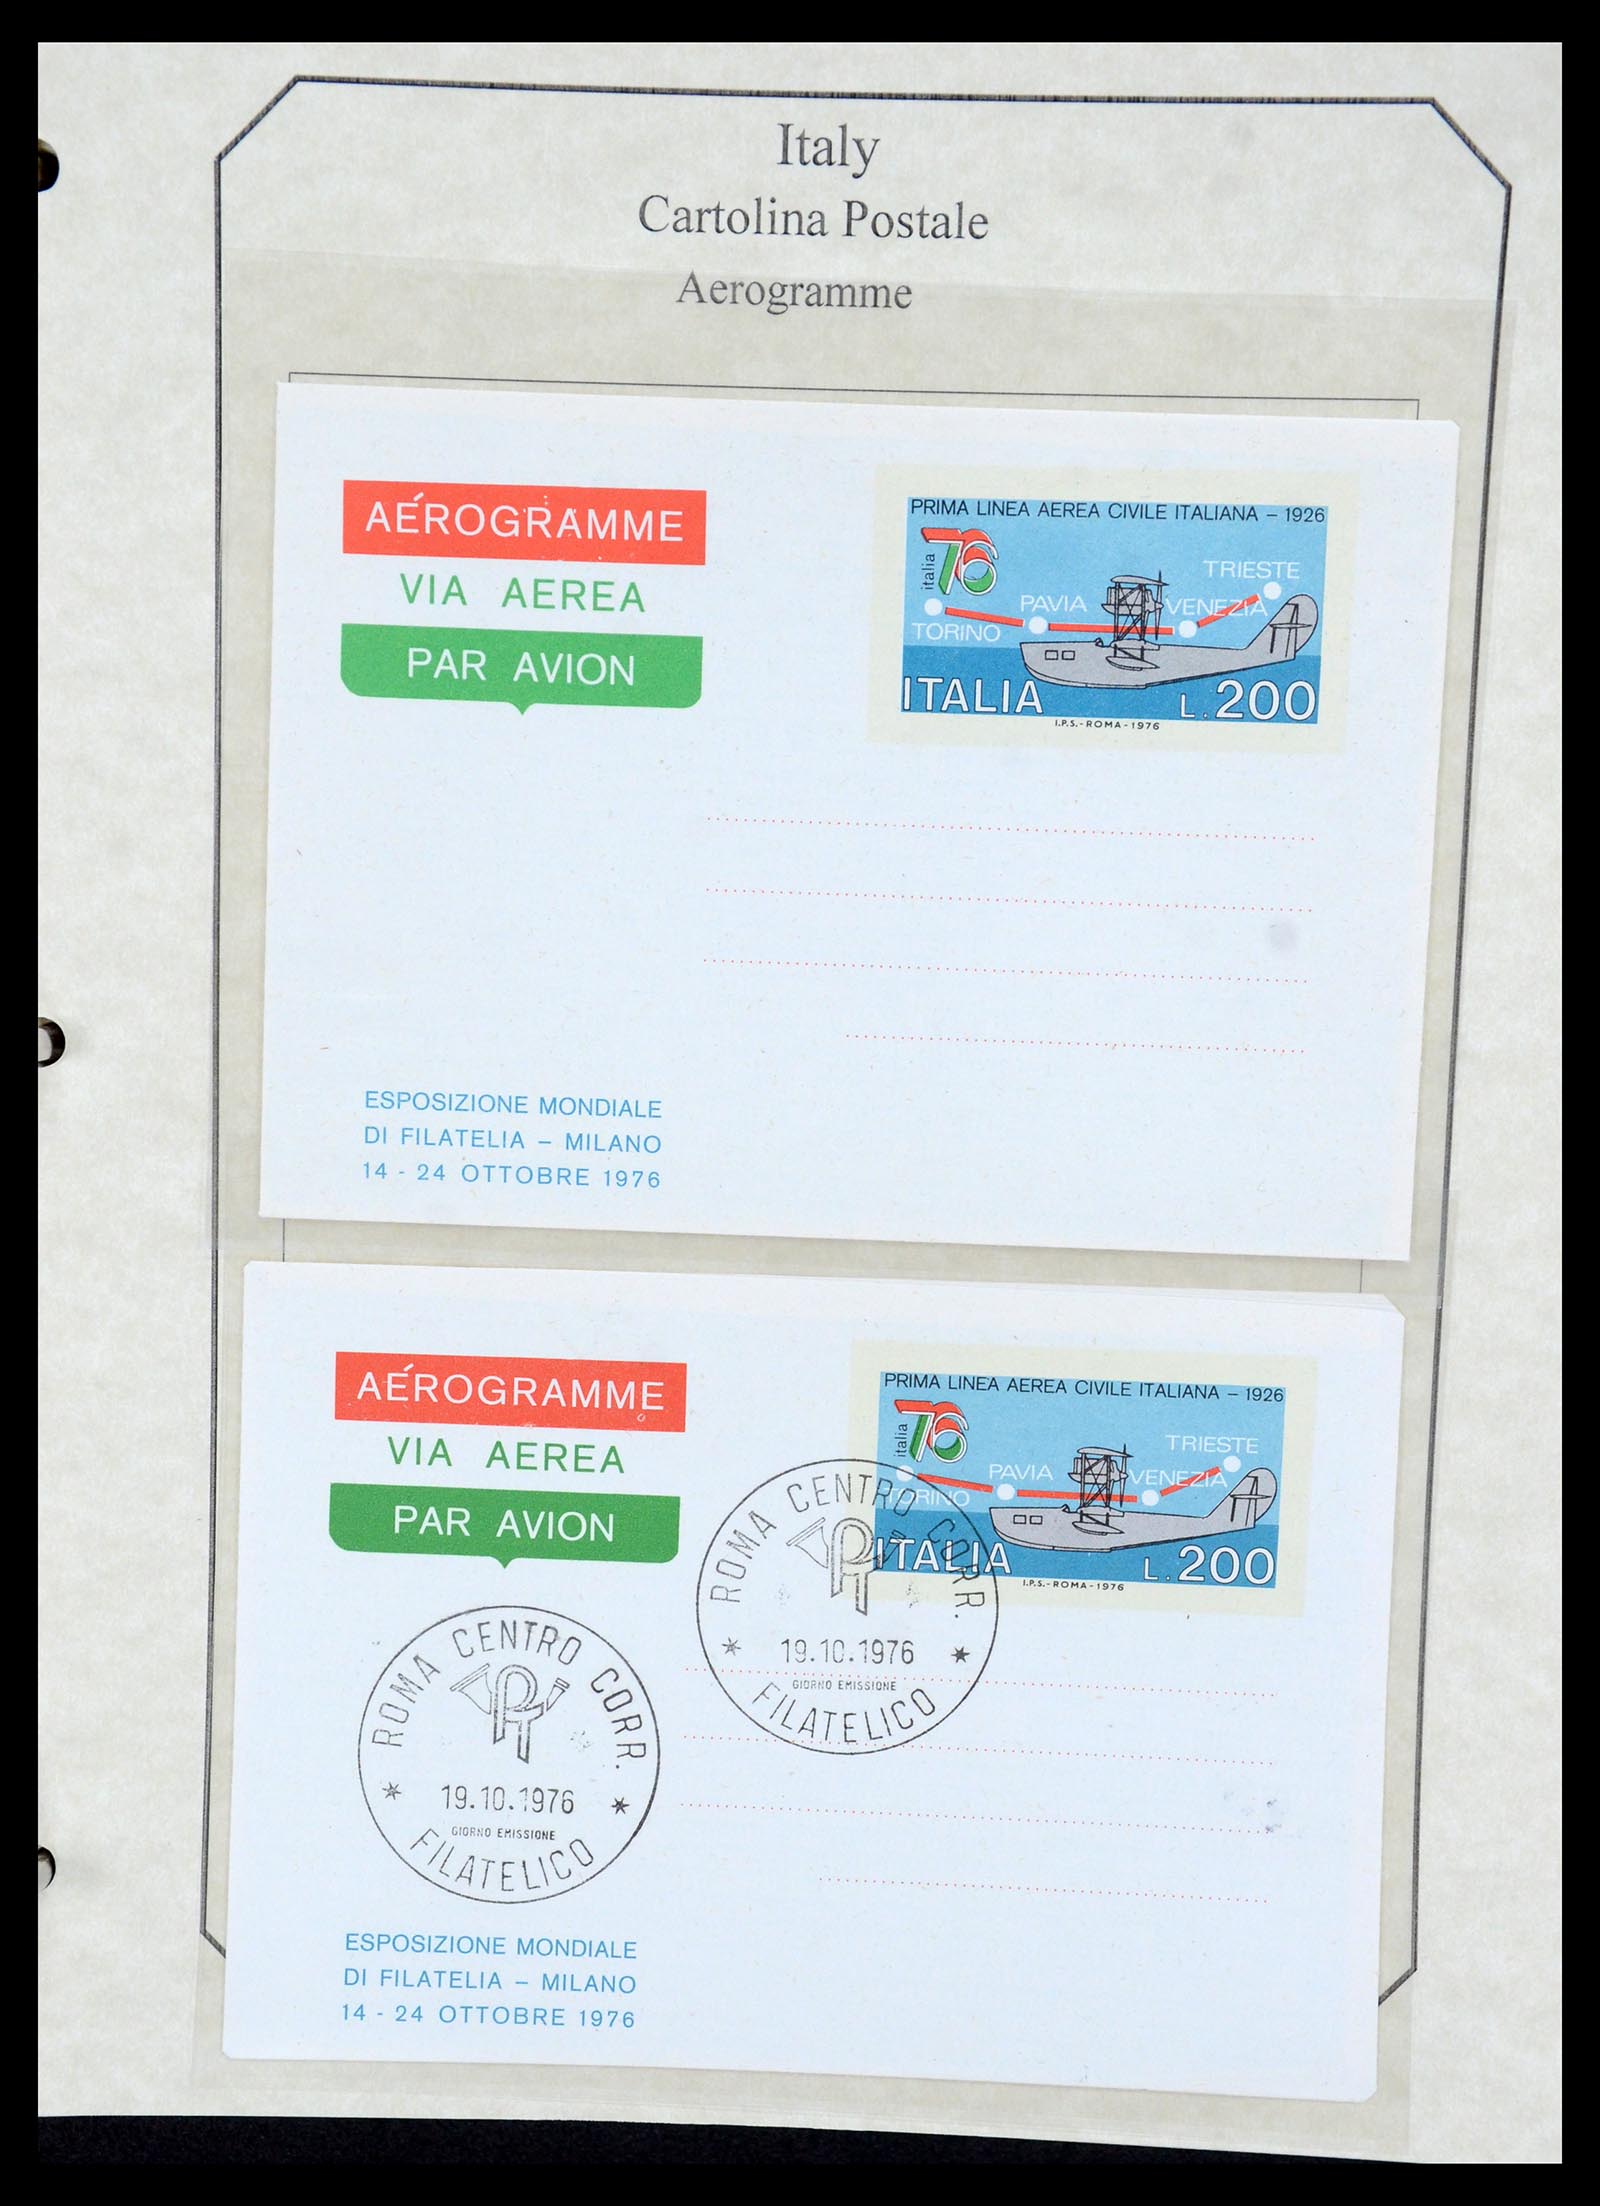 Italy
Cartolina Postale
Aerogramme
AÉROGRAMME
VIA AEREA
PAR AVION
PRIMA LINEA AEREA CIVILE ITALIANA – 1926
italia 76
TRIESTE
PAVIA VENEZIA
TORINO
ITALIA L.200
I.P.S.-ROMA-1976
ESPOSIZIONE MONDIALE
DI FILATELIA – MILANO
14 - 24 OTTOBRE 1976
AÉROGRAMME
VIA AEREA
PAR AVION
PRIMA LINEA AEREA CIVILE ITALIANA – 1926
italia 76
TRIESTE
PAVIA VENEZIA
TORINO
ITALIA L.200
I.P.S.-ROMA-1976
ROMA CENTRO CORR.
PT
* 19.10.1976 *
GIORNO EMISSIONE
FILATELICO
ROMA CENTRO CORR.
PT
* 19.10.1976 *
GIORNO EMISSIONE
FILATELICO
ESPOSIZIONE MONDIALE
DI FILATELIA – MILANO
14 - 24 OTTOBRE 1976